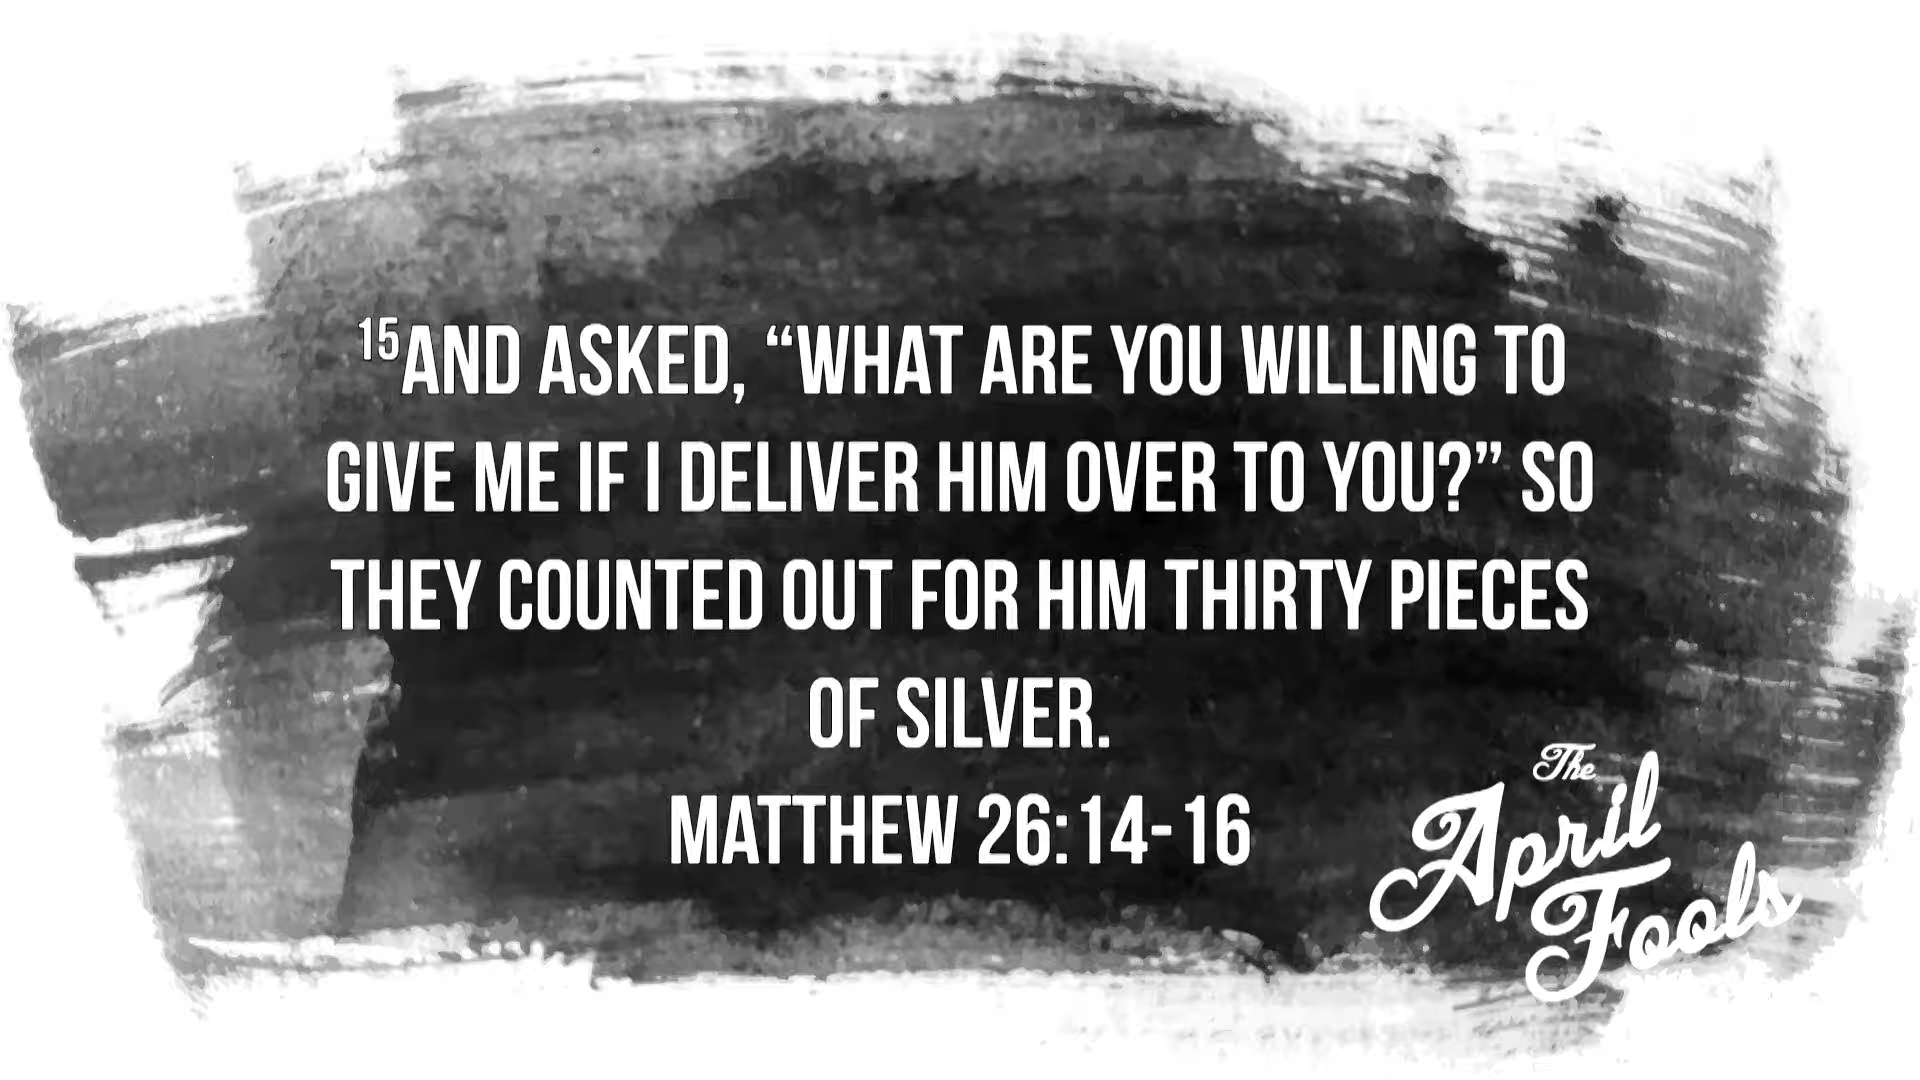 15AND ASKED, “WHAT ARE YOU WILLING TO
GIVE ME IF I DELIVER HIM OVER TO YOU?” SO
THEY COUNTED OUT FOR HIM THIRTY PIECES
OF SILVER.
MATTHEW 26:14-16
The
April
Fools